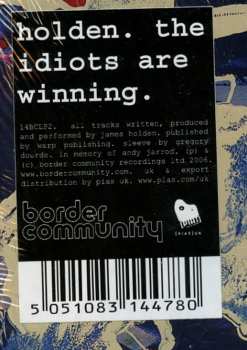 holden. the
idiots are
winning.
14BCLP2. all tracks written, produced
and performed by james holden. published
by warp publishing. sleeve by gregory
dourde. in memory of andy jarrod. (p) &
(c) border community recordings ltd 2006.
www.bordercommunity.com. uk & export
distribution by pias uk. www.pias.com/uk
border
community
[PIAS]UK
5 051083 144780